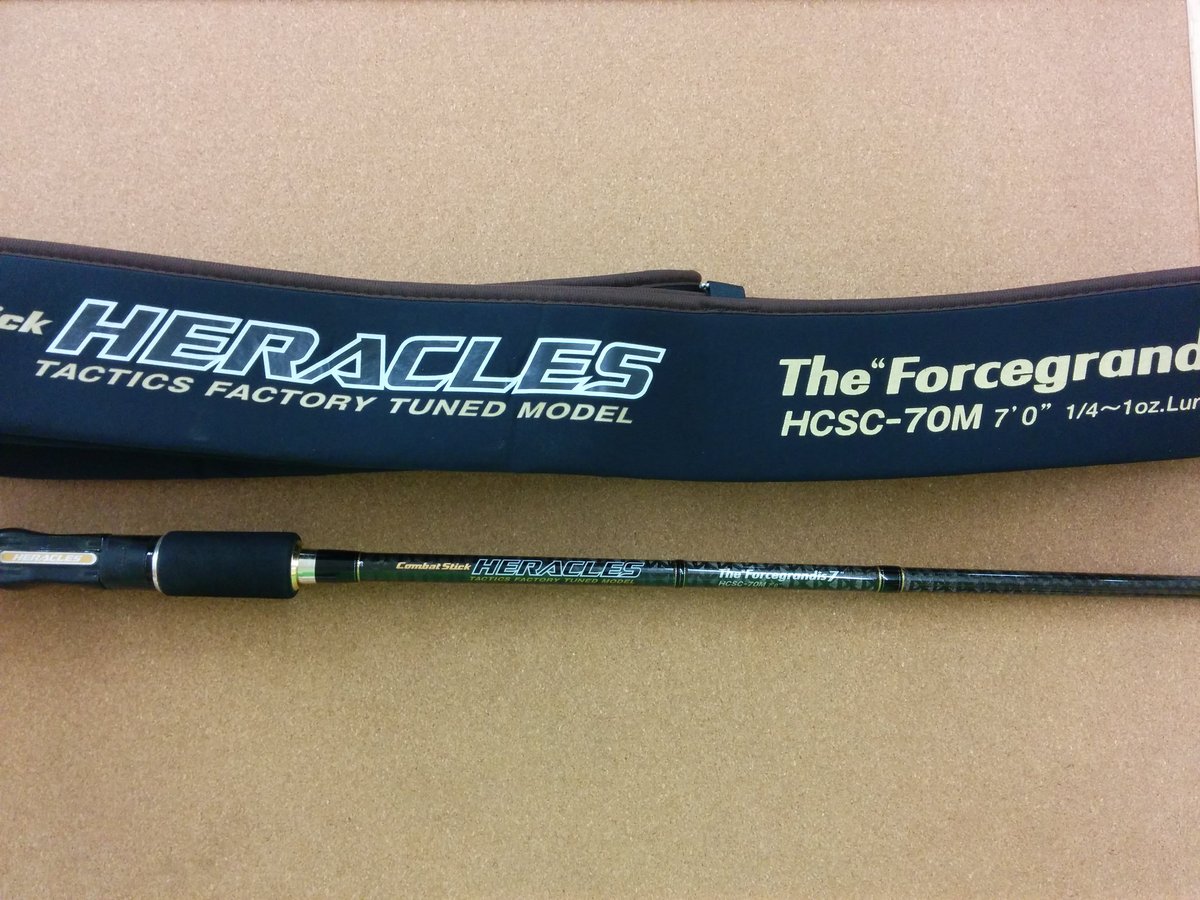 ck HERACLES
TACTICS FACTORY TUNED MODEL
The "Forcegrand
HCSC-70M 7'0" 1/4~1oz.Lur
HERACLES
Combat Stick HERACLES
TACTICS FACTORY TUNED MODEL
The Forcegrandis 7
HCSC-70M